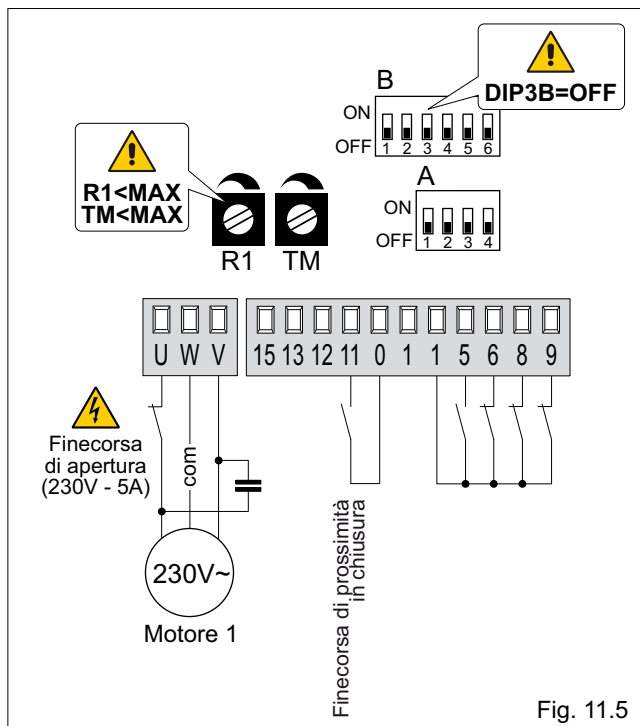 B
DIP3B=OFF
ON
OFF
1 2 3 4 5 6
R1<MAX
TM<MAX
A
ON
OFF
1 2 3 4
R1 TM
U W V 15 13 12 11 0 1 1 5 6 8 9
Finecorsa
di apertura
(230V - 5A)
com
Finecorsa di prossimità
in chiusura
230V~
Motore 1
Fig. 11.5